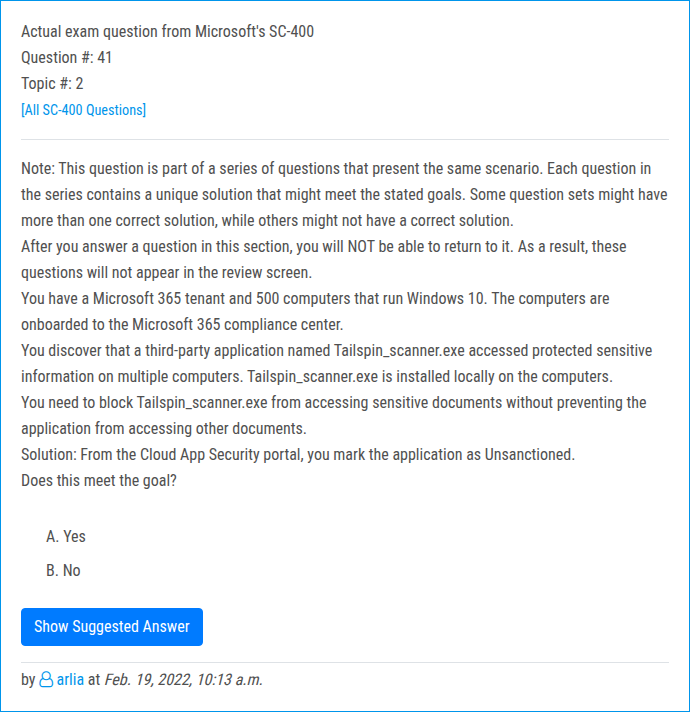 Actual exam question from Microsoft's SC-400
Question #: 41
Topic #: 2
[All SC-400 Questions]
Note: This question is part of a series of questions that present the same scenario. Each question in
the series contains a unique solution that might meet the stated goals. Some question sets might have
more than one correct solution, while others might not have a correct solution.
After you answer a question in this section, you will NOT be able to return to it. As a result, these
questions will not appear in the review screen.
You have a Microsoft 365 tenant and 500 computers that run Windows 10. The computers are
onboarded to the Microsoft 365 compliance center.
You discover that a third-party application named Tailspin_scanner.exe accessed protected sensitive
information on multiple computers. Tailspin_scanner.exe is installed locally on the computers.
You need to block Tailspin_scanner.exe from accessing sensitive documents without preventing the
application from accessing other documents.
Solution: From the Cloud App Security portal, you mark the application as Unsanctioned.
Does this meet the goal?
A. Yes
B. No
Show Suggested Answer
by arlia at Feb. 19, 2022, 10:13 a.m.